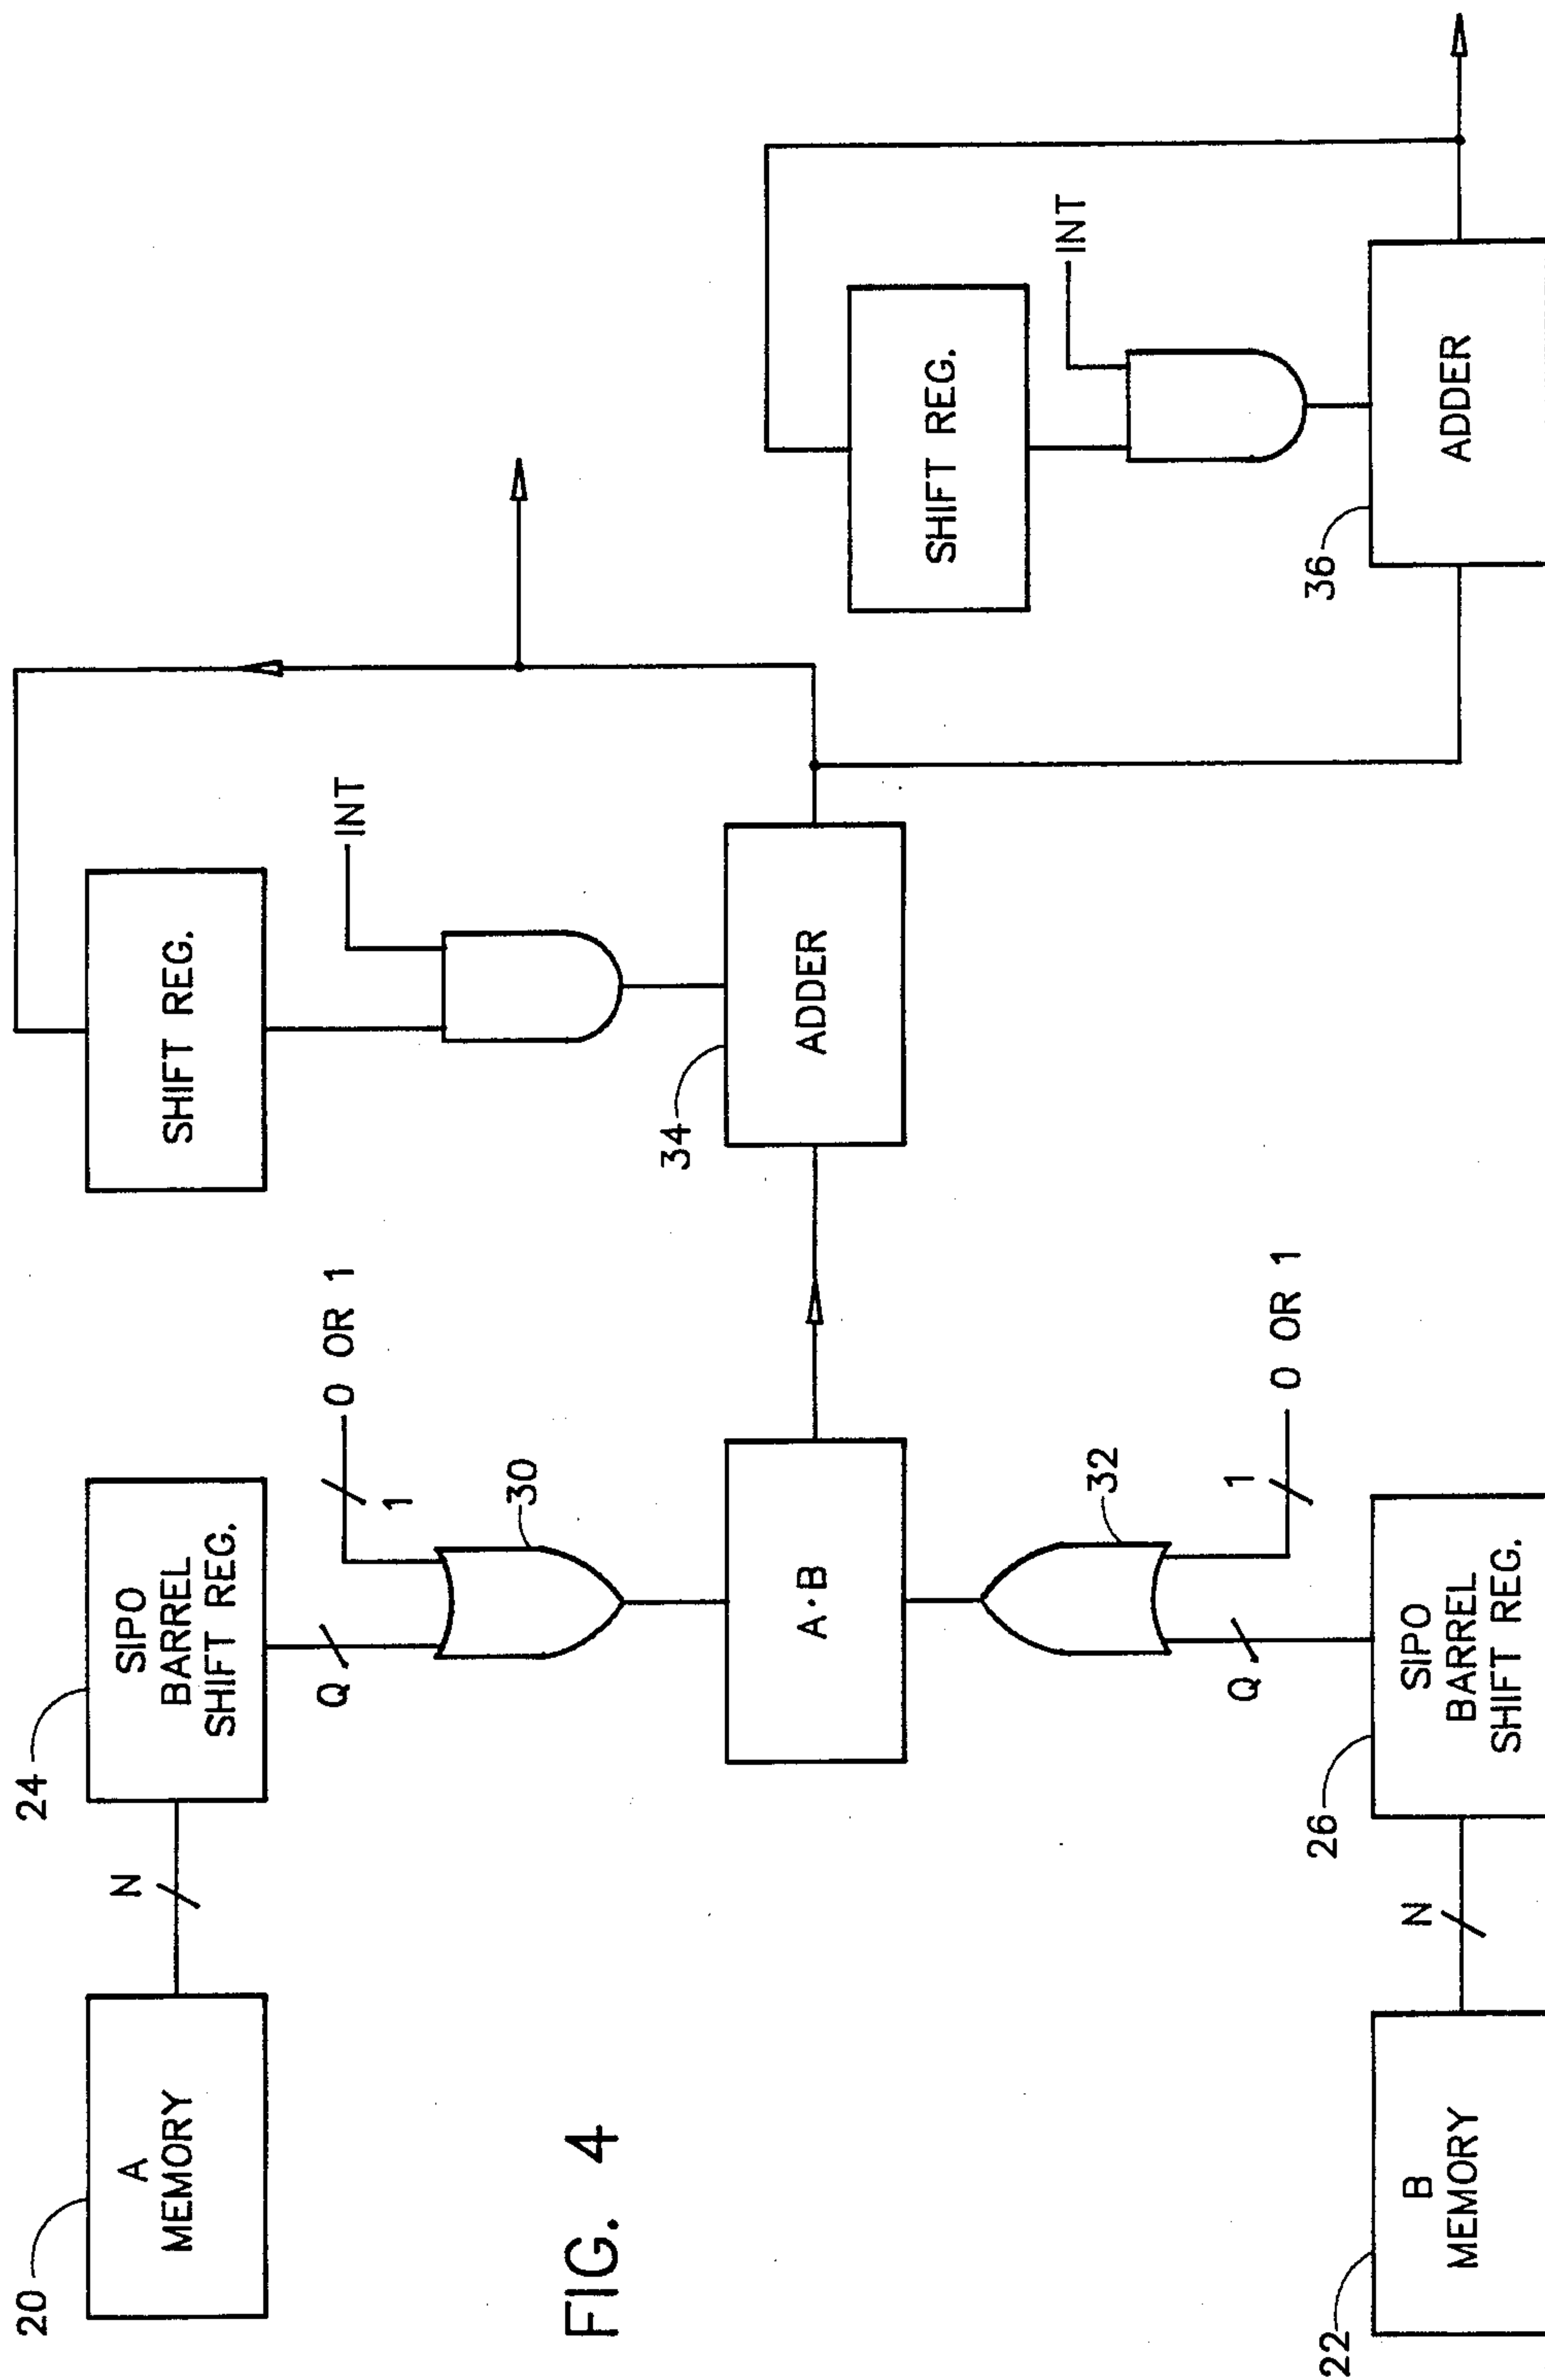 20
A
MEMORY
N
24
SIPO
BARREL
SHIFT REG.
Q
1
0 OR 1
30
SHIFT REG.
INT
FIG. 4
A·B
34
ADDER
SHIFT REG.
INT
22
B
MEMORY
N
26
SIPO
BARREL
SHIFT REG.
Q
1
0 OR 1
32
36
ADDER